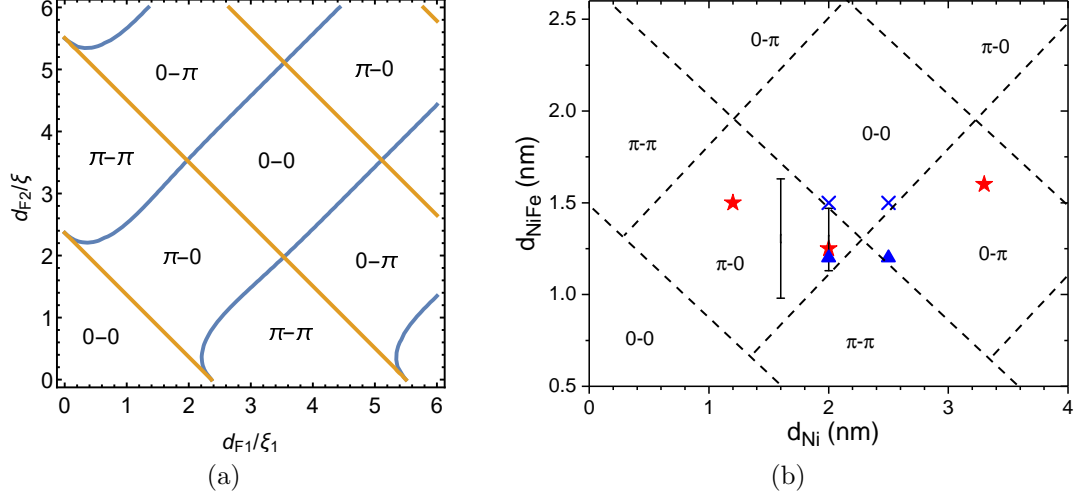 6
5
4
3
2
1
0
0 1 2 3 4 5 6
d_F2/ξ
d_F1/ξ_1
0–π
π–0
π–π
0–0
π–0
0–π
0–0
π–π
(a)
2.5
2.0
1.5
1.0
0.5
0 1 2 3 4
d_NiFe (nm)
d_Ni (nm)
0-π
π-0
π-π
0-0
π-0
0-π
0-0
π-π
(b)